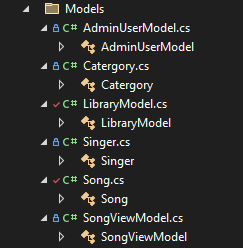 Models
C# AdminUserModel.cs
AdminUserModel
C# Catergory.cs
Catergory
C# LibraryModel.cs
LibraryModel
C# Singer.cs
Singer
C# Song.cs
Song
C# SongViewModel.cs
SongViewModel